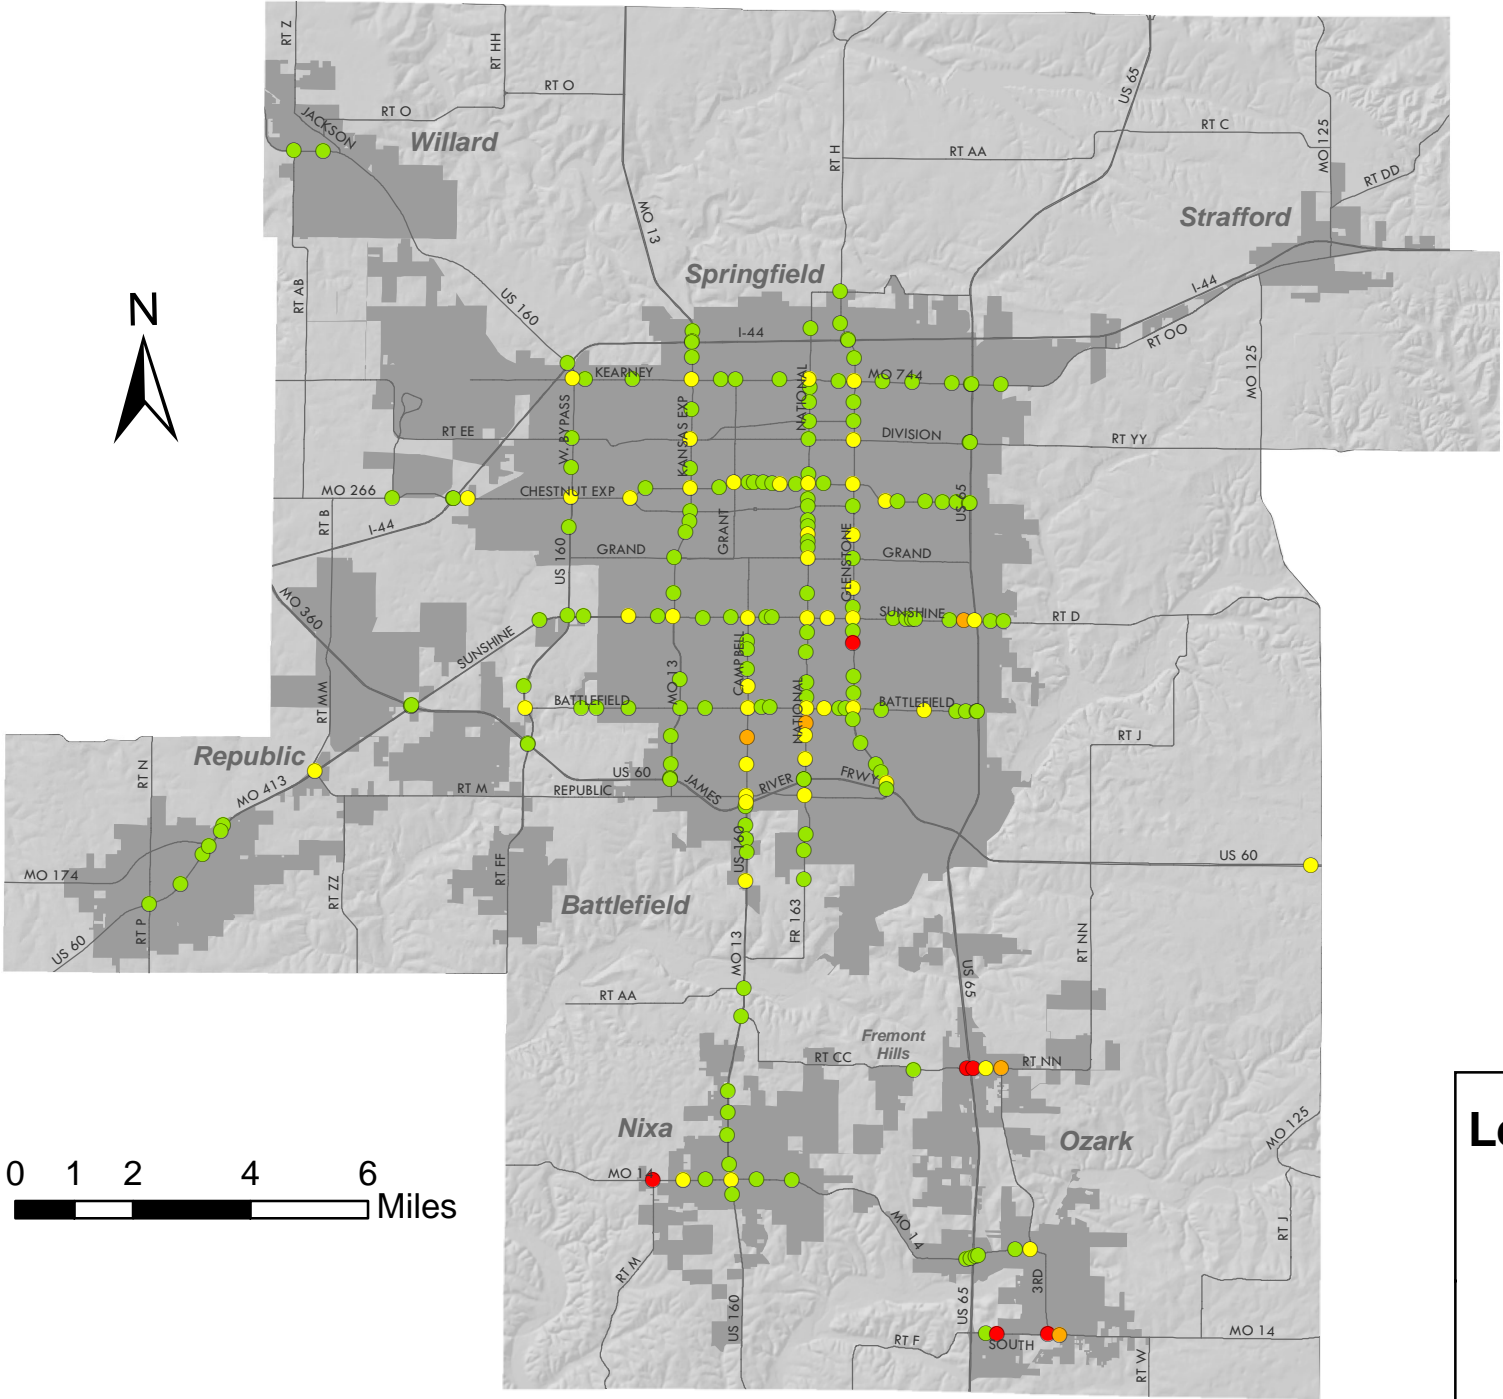 RT Z
RT HH
RT O
RT O
JACKSON
Willard
US 65
RT C
RT AA
RT H
MO 125
RT DD
MO 13
Strafford
Springfield
RT AB
US 160
I-44
I-44
RT OO
N
KEARNEY
NATIONAL
MO 744
MO 125
W. BYPASS
KANSAS EXP
RT EE
DIVISION
RT YY
MO 266
CHESTNUT EXP
US 65
RT B
I-44
GRANT
GLENSTONE
US 160
GRAND
GRAND
MO 360
SUNSHINE
RT D
SUNSHINE
CAMPBELL
MO 13
RT MM
BATTLEFIELD
NATIONAL
BATTLEFIELD
RT J
Republic
RT N
MO 413
RT M
US 60
REPUBLIC
JAMES
RIVER
FRWY
US 160
US 60
MO 174
RT ZZ
RT FF
Battlefield
RT P
US 60
FR 163
MO 13
RT NN
US 65
RT AA
Fremont
Hills
RT CC
RT NN
Nixa
Ozark
MO 125
0 1 2 4 6
Miles
MO 14
MO 14
RT M
RT J
3RD
US 65
US 160
RT F
SOUTH
MO 14
RT W